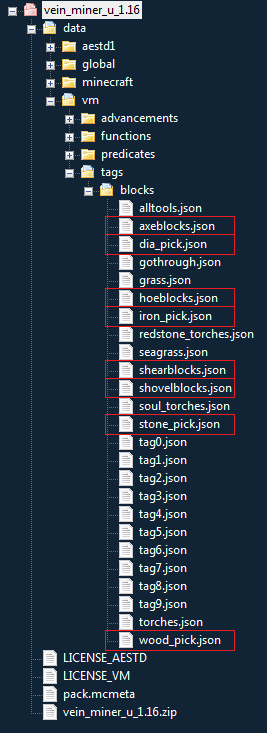 vein_miner_u_1.16
data
aestd1
global
minecraft
vm
advancements
functions
predicates
tags
blocks
alltools.json
axeblocks.json
dia_pick.json
gothrough.json
grass.json
hoeblocks.json
iron_pick.json
redstone_torches.json
seagrass.json
shearblocks.json
shovelblocks.json
soul_torches.json
stone_pick.json
tag0.json
tag1.json
tag2.json
tag3.json
tag4.json
tag5.json
tag6.json
tag7.json
tag8.json
tag9.json
torches.json
wood_pick.json
LICENSE_AESTD
LICENSE_VM
pack.mcmeta
vein_miner_u_1.16.zip